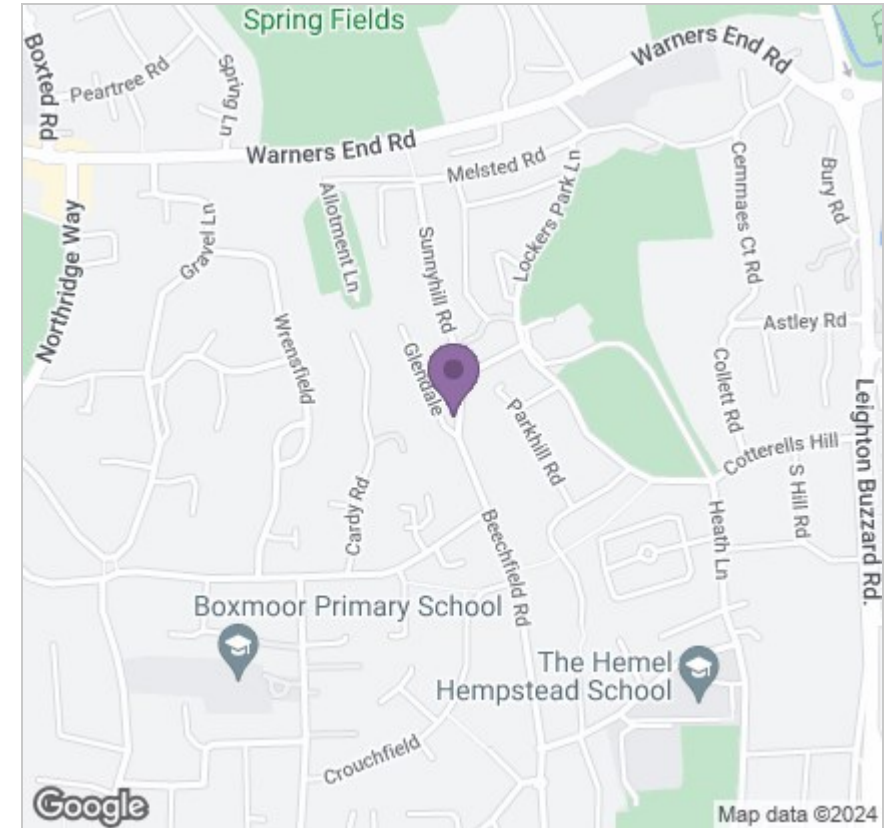 Spring Fields
Boxted Rd
Peartree Rd
Spring Ln
Warners End Rd
Warners End Rd
Melsted Rd
Lockers Park Ln
Cemmaes Ct Rd
Bury Rd
Allotment Ln
Gravel Ln
Sunnyhill Rd
Northridge Way
Wrensfield
Astley Rd
Glendale
Collett Rd
Parkhill Rd
Leighton Buzzard Rd.
Cotterells Hill
S Hill Rd
Cardy Rd
Beechfield Rd
Heath Ln
Boxmoor Primary School
The Hemel
Hempstead School
Crouchfield
Google
Map data ©2024